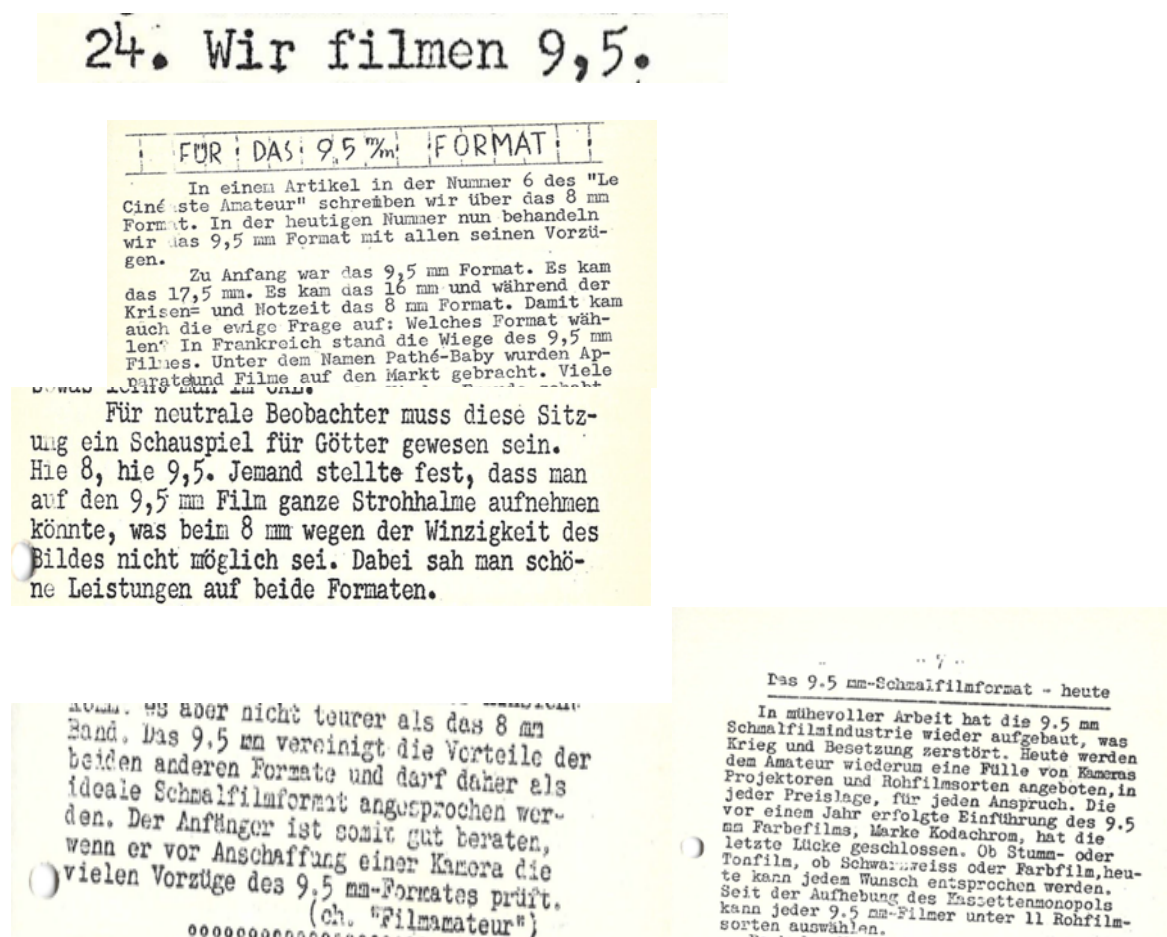 24. Wir filmen 9,5.
FÜR DAS 9,5 m/m FORMAT
In einem Artikel in der Nummer 6 des "Le
Ciné ste Amateur" schreiben wir über das 8 mm
Format. In der heutigen Nummer nun behandeln
wir das 9,5 mm Format mit allen seinen Vorzü-
gen.
Zu Anfang war das 9,5 mm Format. Es kam
das 17,5 mm. Es kam das 16 mm und während der
Krisen= und Notzeit das 8 mm Format. Damit kam
auch die ewige Frage auf: Welches Format wäh-
len? In Frankreich stand die Wiege des 9,5 mm
Filmes. Unter dem Namen Pathé-Baby wurden Ap-
parate und Filme auf den Markt gebracht. Viele
sowas lernt man im CAL.
Für neutrale Beobachter muss diese Sitz-
ung ein Schauspiel für Götter gewesen sein.
Hie 8, hie 9,5. Jemand stellte fest, dass man
auf den 9,5 mm Film ganze Strohhalme aufnehmen
könnte, was beim 8 mm wegen der Winzigkeit des
Bildes nicht möglich sei. Dabei sah man schö-
ne Leistungen auf beide Formaten.
es aber nicht teurer als das 8 mm
Band. Das 9.5 mm vereinigt die Vorteile der
beiden anderen Formate und darf daher als
ideale Schmalfilmformat angesprochen wer-
den. Der Anfänger ist somit gut beraten,
wenn er vor Anschaffung einer Kamera die
vielen Vorzüge des 9.5 mm-Formates prüft.
(ch. "Filmamateur")
Das 9.5 mm-Schmalfilmformat - heute
In mühevoller Arbeit hat die 9.5 mm
Schmalfilmindustrie wieder aufgebaut, was
Krieg und Besetzung zerstört. Heute werden
dem Amateur wiederum eine Fülle von Kameras
Projektoren und Rohfilmsorten angeboten,in
jeder Preislage, für jeden Anspruch. Die
vor einem Jahr erfolgte Einführung des 9.5
mm Farbefilms, Marke Kodachrom, hat die
letzte Lücke geschlossen. Ob Stumm- oder
Tonfilm, ob Schwarzweiss oder Farbfilm,heu-
te kann jedem Wunsch entsprochen werden.
Seit der Aufhebung des Kassettenmonopols
kann jeder 9.5 mm-Filmer unter 11 Rohfilm-
sorten auswählen.